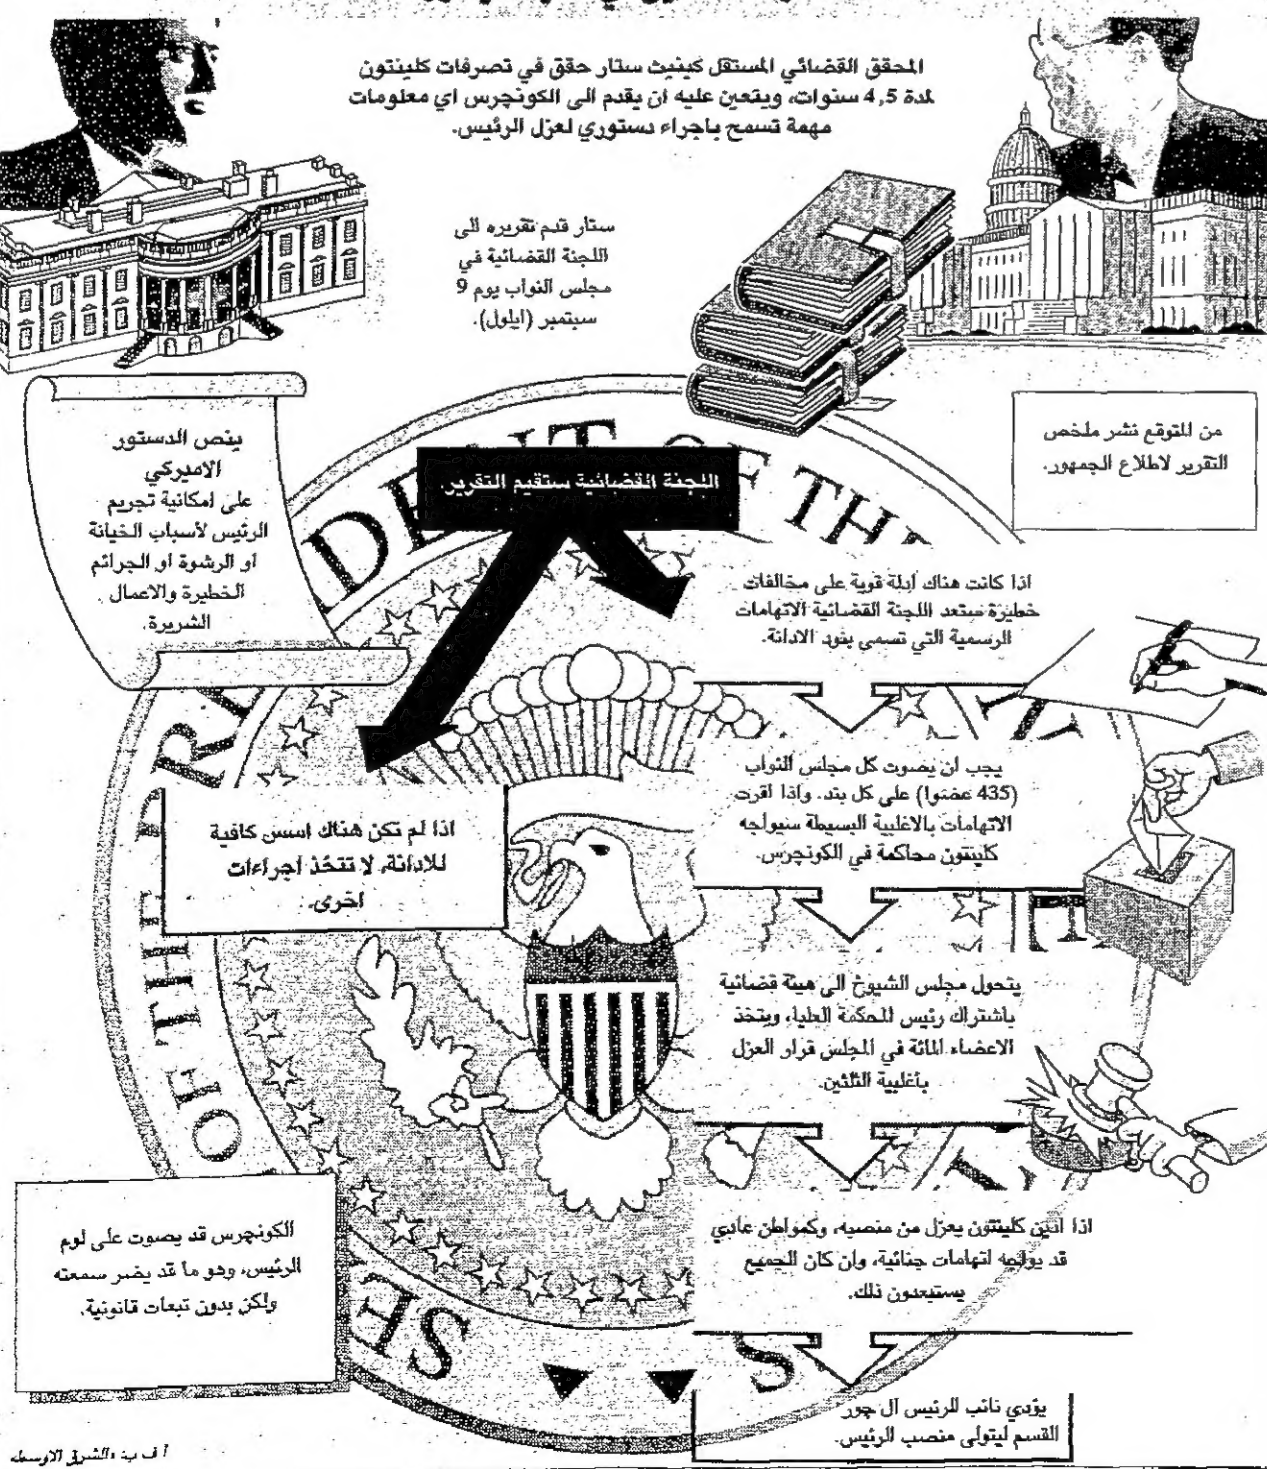 المحقق القضائي المستقل كينيث ستار حقق في تصرفات كلينتون
لمدة 4,5 سنوات، ويتعين عليه ان يقدم الى الكونجرس اي معلومات
مهمة تسمح باجراء دستوري لعزل الرئيس.
ستار قدم تقريره الى
اللجنة القضائية في
مجلس النواب يوم 9
سبتمبر (ايلول).
من المتوقع نشر ملخص
التقرير لاطلاع الجمهور.
ينص الدستور
الاميركي
على امكانية تجريم
الرئيس لأسباب الخيانة
او الرشوة او الجرائم
الخطيرة والاعمال
الشريرة.
اللجنة القضائية ستقيم التقرير.
اذا كانت هناك ادلة قوية على مخالفات
خطيرة ستعد اللجنة القضائية الاتهامات
الرسمية التي تسمى بنود الادانة.
يجب ان يصوت كل مجلس النواب
(435 عضوا) على كل بند. واذا اقرت
الاتهامات بالاغلبية البسيطة سيواجه
كلينتون محاكمة في الكونجرس.
اذا لم تكن هناك اسس كافية
للادانة، لا تتخذ اجراءات
اخرى.
يتحول مجلس الشيوخ الى هيئة قضائية
باشتراك رئيس المحكمة العليا، ويتخذ
الاعضاء المائة في المجلس قرار العزل
بأغلبية الثلثين.
اذا ادين كلينتون يعزل من منصبه، وكمواطن عادي
قد يواجه اتهامات جنائية، وان كان الجميع
يستبعدون ذلك.
الكونجرس قد يصوت على لوم
الرئيس، وهو ما قد يضر سمعته
ولكن بدون تبعات قانونية.
يؤدي نائب الرئيس آل جور
القسم ليتولى منصب الرئيس.
OF THE
أ ف ب، «الشرق الاوسط»